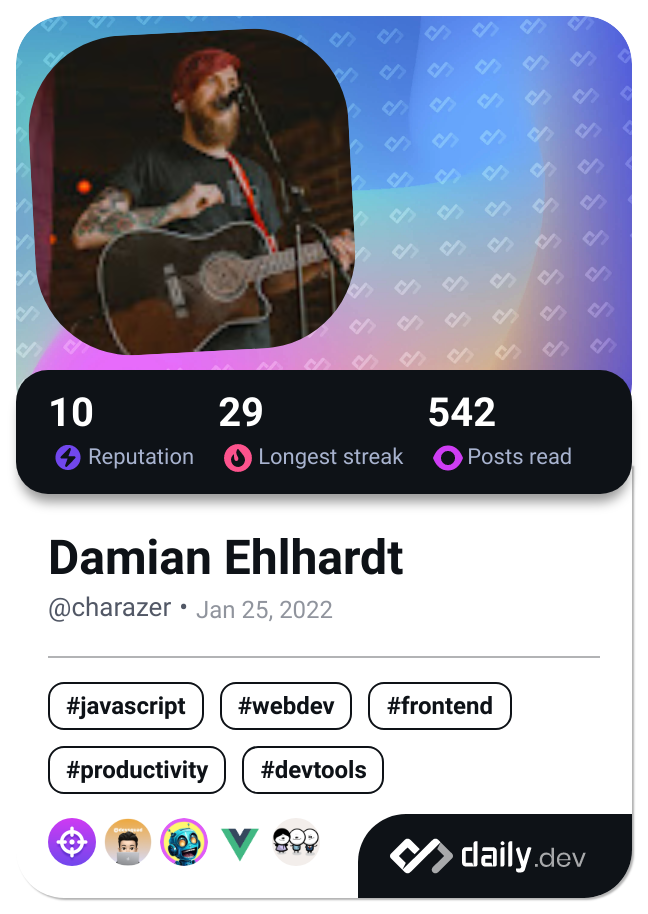 10 29 542
Reputation Longest streak Posts read
Damian Ehlhardt
@charazer • Jan 25, 2022
#javascript #webdev #frontend
#productivity #devtools
daily.dev